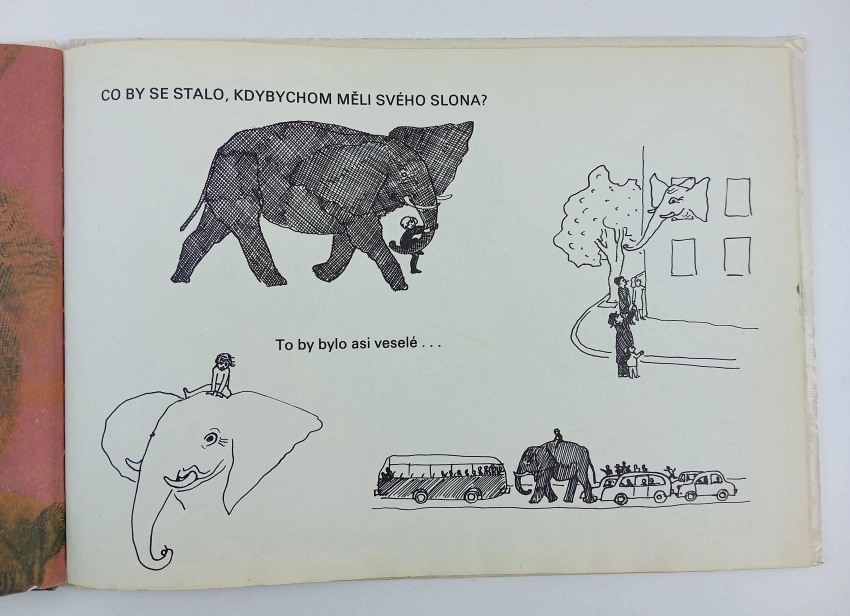 CO BY SE STALO, KDYBYCHOM MĚLI SVÉHO SLONA?
To by bylo asi veselé . . .